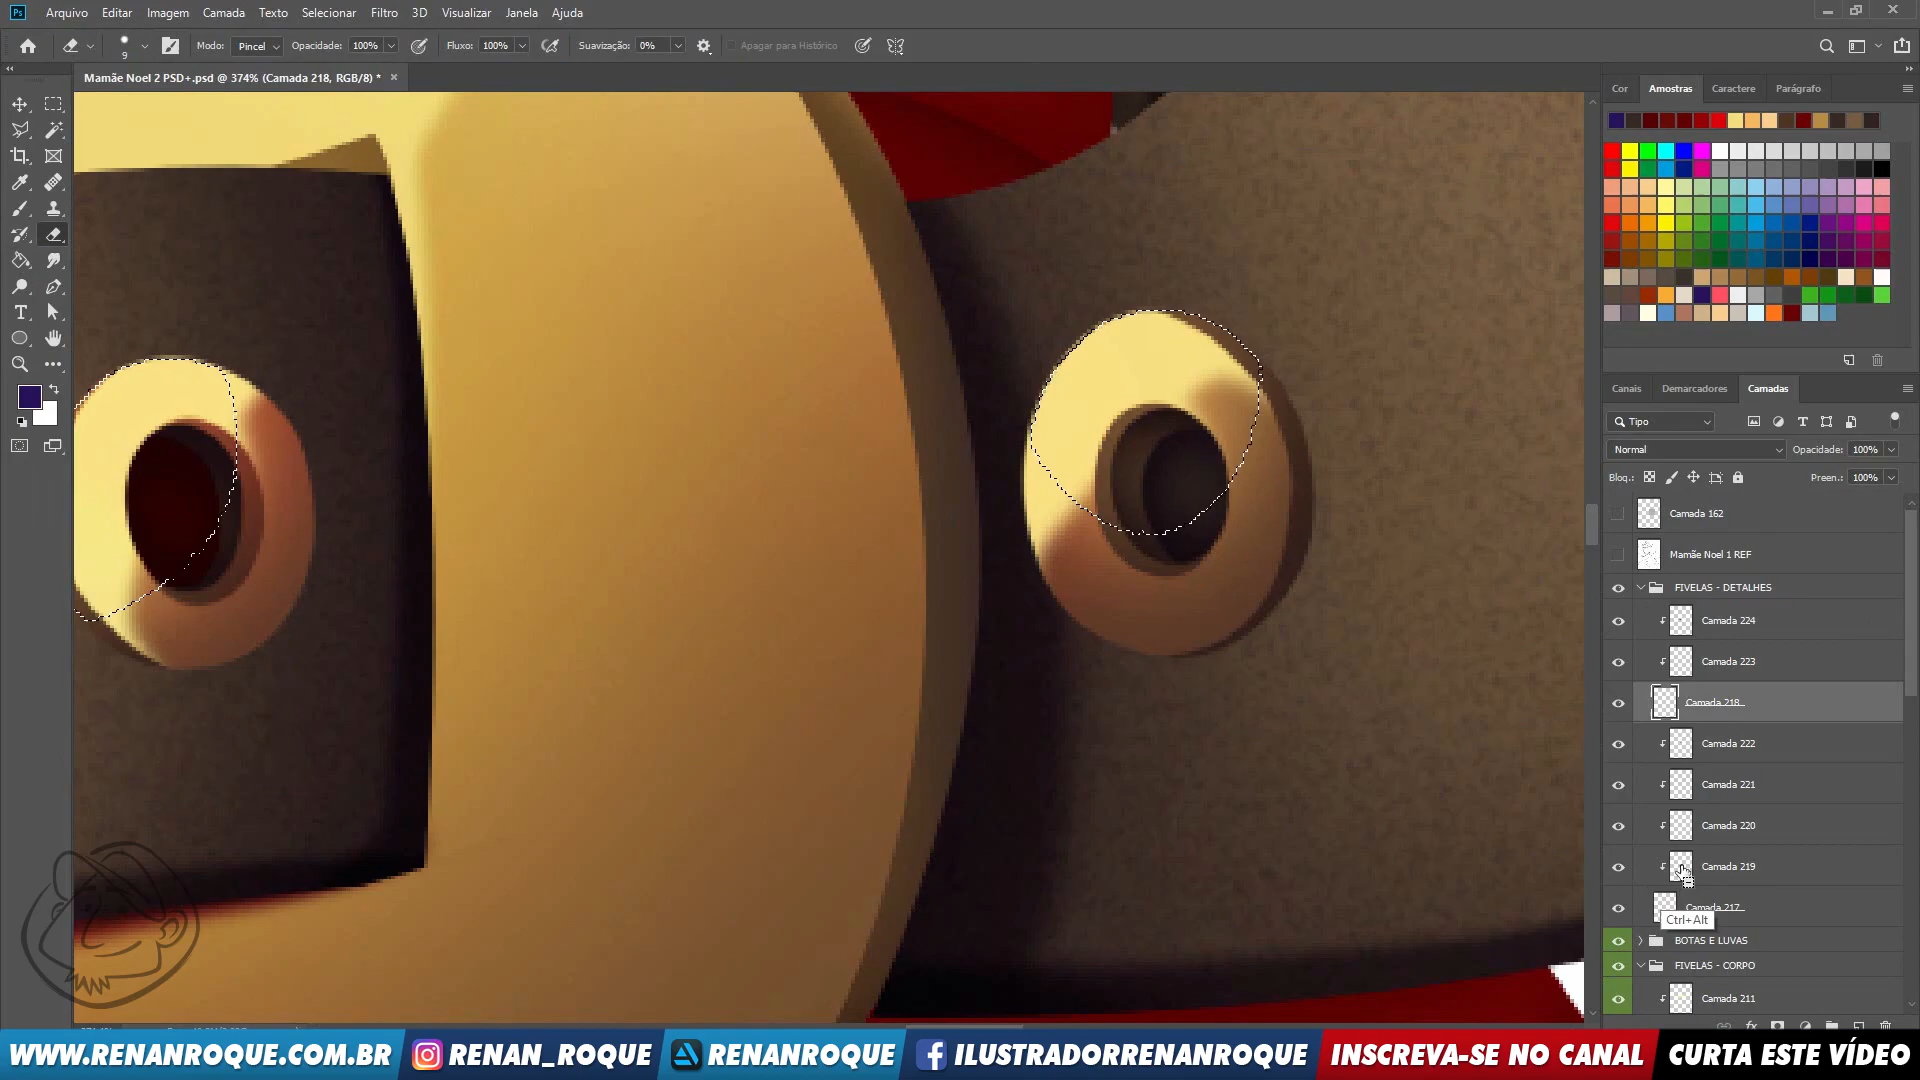 Ps Arquivo Editar Imagem Camada Texto Selecionar Filtro 3D Visualizar Janela Ajuda
9 Modo: Pincel Opacidade: 100% Fluxo: 100% Suavização: 0% Apagar para Histórico
Mamãe Noel 2 PSD+.psd @ 374% (Camada 218, RGB/8) * ×
Cor Amostras Caractere Parágrafo
Canais Demarcadores Camadas
Tipo
Normal Opacidade: 100%
Bloq.: Preen.: 100%
Camada 162
Mamãe Noel 1 REF
FIVELAS - DETALHES
Camada 224
Camada 223
Camada 218
Camada 222
Camada 221
Camada 220
Camada 219
Camada 217
Ctrl+Alt
BOTAS E LUVAS
FIVELAS - CORPO
Camada 211
WWW.RENANROQUE.COM.BR RENAN_ROQUE RENANROQUE ILUSTRADORRENANROQUE INSCREVA-SE NO CANAL CURTA ESTE VÍDEO